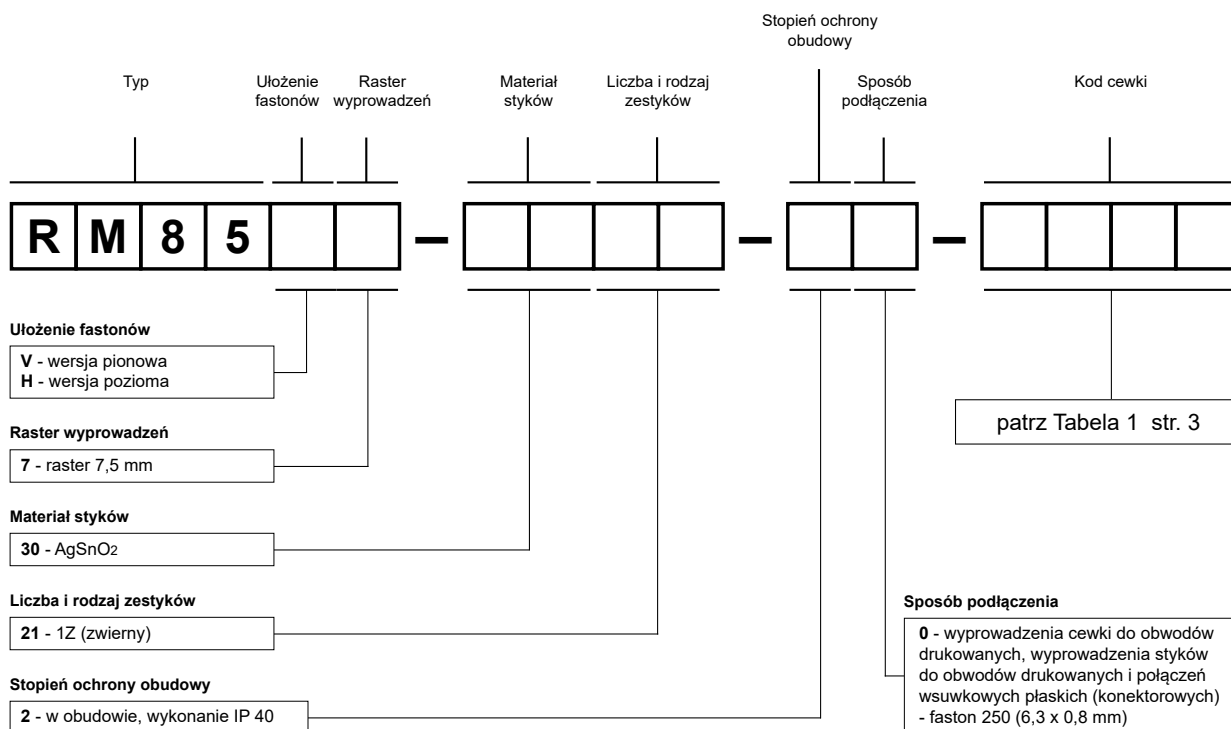 Stopień ochrony
obudowy
Typ
Ułożenie
fastonów
Raster
wyprowadzeń
Materiał
styków
Liczba i rodzaj
zestyków
Sposób
podłączenia
Kod cewki
R M 8 5 – – –
Ułożenie fastonów
V - wersja pionowa
H - wersja pozioma
patrz Tabela 1 str. 3
Raster wyprowadzeń
7 - raster 7,5 mm
Materiał styków
30 - AgSnO2
Liczba i rodzaj zestyków
21 - 1Z (zwierny)
Stopień ochrony obudowy
2 - w obudowie, wykonanie IP 40
Sposób podłączenia
0 - wyprowadzenia cewki do obwodów
drukowanych, wyprowadzenia styków
do obwodów drukowanych i połączeń
wsuwkowych płaskich (konektorowych)
- faston 250 (6,3 x 0,8 mm)